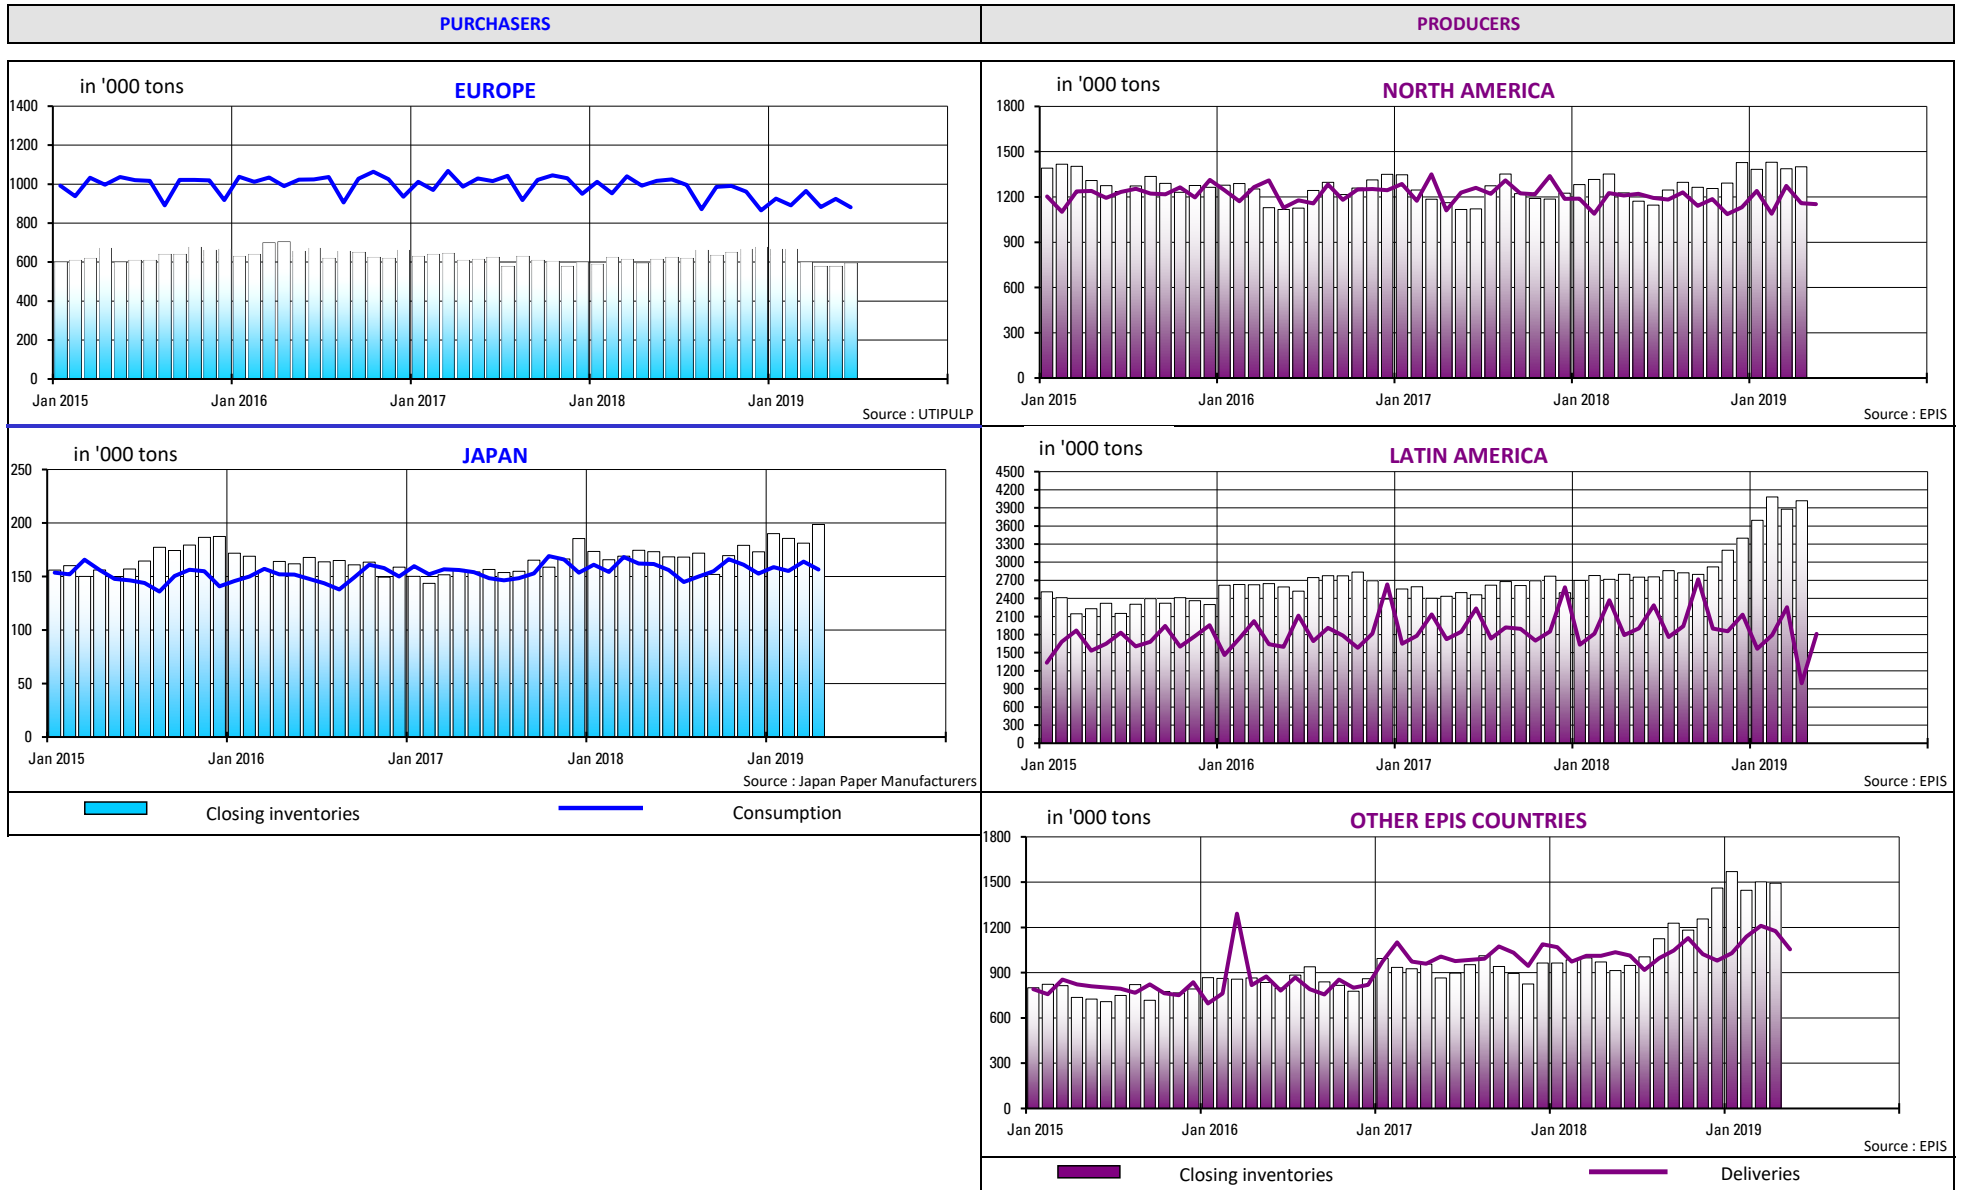 PURCHASERS
PRODUCERS
in '000 tons
EUROPE
1400
1200
1000
800
600
400
200
0
Jan 2015 Jan 2016 Jan 2017 Jan 2018 Jan 2019
Source : UTIPULP
in '000 tons
JAPAN
250
200
150
100
50
0
Jan 2015 Jan 2016 Jan 2017 Jan 2018 Jan 2019
Source : Japan Paper Manufacturers
Closing inventories Consumption
in '000 tons
NORTH AMERICA
1800
1500
1200
900
600
300
0
Jan 2015 Jan 2016 Jan 2017 Jan 2018 Jan 2019
Source : EPIS
in '000 tons
LATIN AMERICA
4500
4200
3900
3600
3300
3000
2700
2400
2100
1800
1500
1200
900
600
300
0
Jan 2015 Jan 2016 Jan 2017 Jan 2018 Jan 2019
Source : EPIS
in '000 tons
OTHER EPIS COUNTRIES
1800
1500
1200
900
600
300
0
Jan 2015 Jan 2016 Jan 2017 Jan 2018 Jan 2019
Source : EPIS
Closing inventories Deliveries